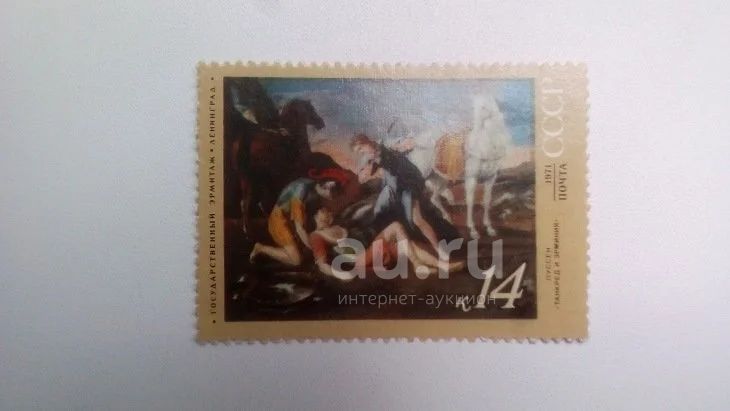 • ГОСУДАРСТВЕННЫЙ ЭРМИТАЖ • ЛЕНИНГРАД •
СССР
1971
ПОЧТА
ПУССЕН
«ТАНКРЕД И ЭРМИНИЯ»
к 14
au.ru
интернет-аукцион